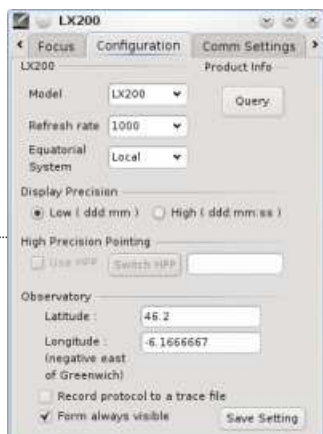 LX200
Focus Configuration Comm Settings
LX200
Product Info
Model LX200
Query
Refresh rate 1000
Equatorial
System
Local
Display Precision
Low ( ddd mm ) High ( ddd mm ss )
High Precision Pointing
Use HPP Switch HPP
Observatory
Latitude : 46.2
Longitude : -6.1666667
(negative east
of Greenwich)
Record protocol to a trace file
Form always visible Save Setting